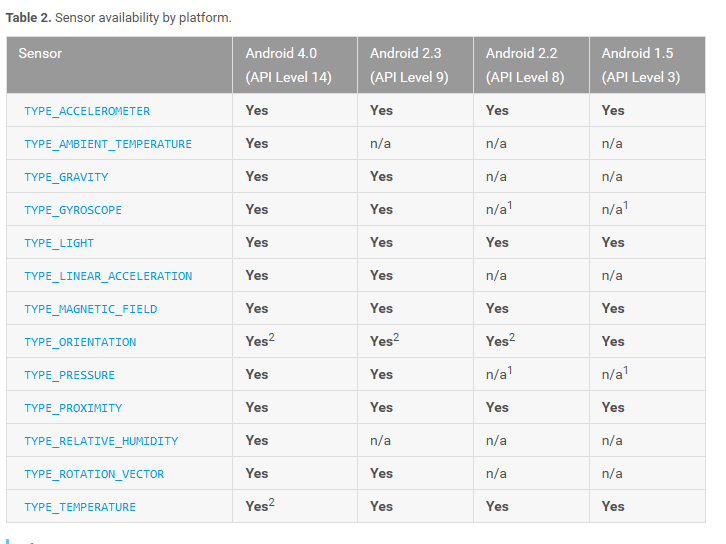 Table 2. Sensor availability by platform.
Sensor Android 4.0 Android 2.3 Android 2.2 Android 1.5
(API Level 14) (API Level 9) (API Level 8) (API Level 3)
TYPE_ACCELEROMETER Yes Yes Yes Yes
TYPE_AMBIENT_TEMPERATURE Yes n/a n/a n/a
TYPE_GRAVITY Yes Yes n/a n/a
TYPE_GYROSCOPE Yes Yes n/a¹ n/a¹
TYPE_LIGHT Yes Yes Yes Yes
TYPE_LINEAR_ACCELERATION Yes Yes n/a n/a
TYPE_MAGNETIC_FIELD Yes Yes Yes Yes
TYPE_ORIENTATION Yes² Yes² Yes² Yes
TYPE_PRESSURE Yes Yes n/a¹ n/a¹
TYPE_PROXIMITY Yes Yes Yes Yes
TYPE_RELATIVE_HUMIDITY Yes n/a n/a n/a
TYPE_ROTATION_VECTOR Yes Yes n/a n/a
TYPE_TEMPERATURE Yes² Yes Yes Yes